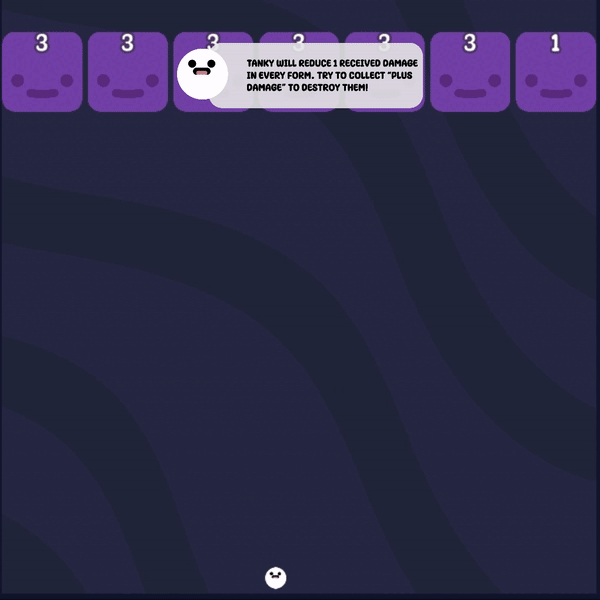 3 3 3 3 3 3 1
TANKY WILL REDUCE 1 RECEIVED DAMAGE
IN EVERY FORM. TRY TO COLLECT "PLUS
DAMAGE" TO DESTROY THEM!